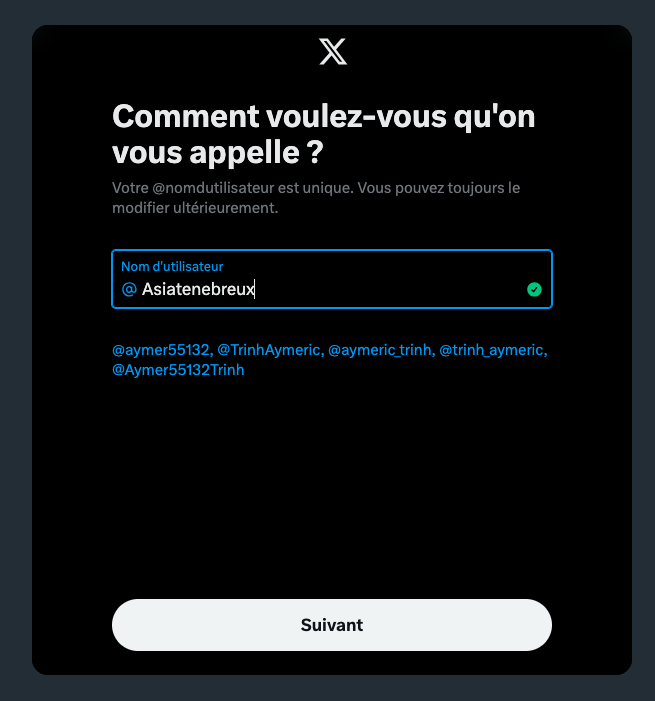 Comment voulez-vous qu'on
vous appelle ?
Votre @nomdutilisateur est unique. Vous pouvez toujours le
modifier ultérieurement.
Nom d'utilisateur
@ Asiatenebreux
@aymer55132, @TrinhAymeric, @aymeric_trinh, @trinh_aymeric,
@Aymer55132Trinh
Suivant